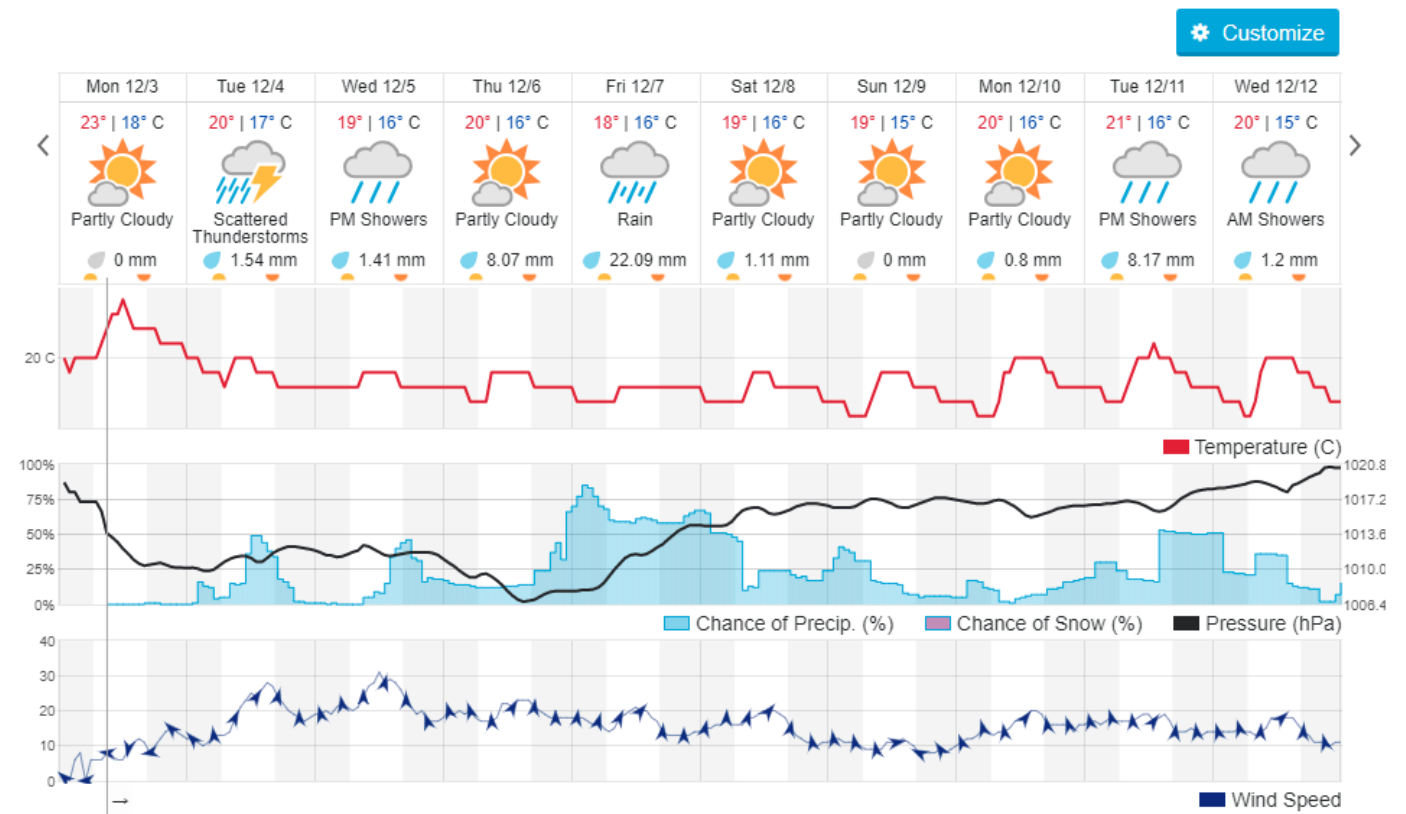 Customize
Mon 12/3 Tue 12/4 Wed 12/5 Thu 12/6 Fri 12/7 Sat 12/8 Sun 12/9 Mon 12/10 Tue 12/11 Wed 12/12
23° | 18° C 20° | 17° C 19° | 16° C 20° | 16° C 18° | 16° C 19° | 16° C 19° | 15° C 20° | 16° C 21° | 16° C 20° | 15° C
Partly Cloudy Scattered PM Showers Partly Cloudy Rain Partly Cloudy Partly Cloudy Partly Cloudy PM Showers AM Showers
Thunderstorms
0 mm 1.54 mm 1.41 mm 8.07 mm 22.09 mm 1.11 mm 0 mm 0.8 mm 8.17 mm 1.2 mm
20 C
Temperature (C)
100% 1020.8
75% 1017.2
50% 1013.6
25% 1010.0
0% 1006.4
Chance of Precip. (%) Chance of Snow (%) Pressure (hPa)
40
30
20
10
0
Wind Speed